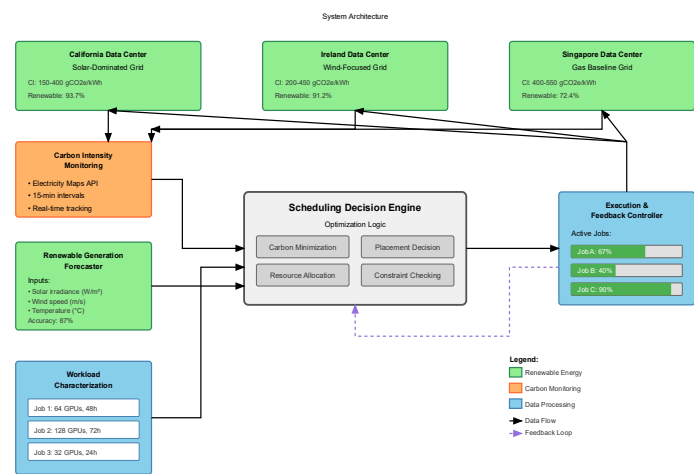 System Architecture
California Data Center
Solar-Dominated Grid
CI: 150-400 gCO2e/kWh
Renewable: 93.7%
Ireland Data Center
Wind-Focused Grid
CI: 200-450 gCO2e/kWh
Renewable: 91.2%
Singapore Data Center
Gas Baseline Grid
CI: 400-550 gCO2e/kWh
Renewable: 72.4%
Carbon Intensity
Monitoring
• Electricity Maps API
• 15-min intervals
• Real-time tracking
Renewable Generation
Forecaster
Inputs:
• Solar irradiance (W/m²)
• Wind speed (m/s)
• Temperature (°C)
Accuracy: 87%
Workload
Characterization
Job 1: 64 GPUs, 48h
Job 2: 128 GPUs, 72h
Job 3: 32 GPUs, 24h
Scheduling Decision Engine
Optimization Logic
Carbon Minimization
Placement Decision
Resource Allocation
Constraint Checking
Execution &
Feedback Controller
Active Jobs:
Job A: 67%
Job B: 40%
Job C: 90%
Legend:
Renewable Energy
Carbon Monitoring
Data Processing
Data Flow
Feedback Loop